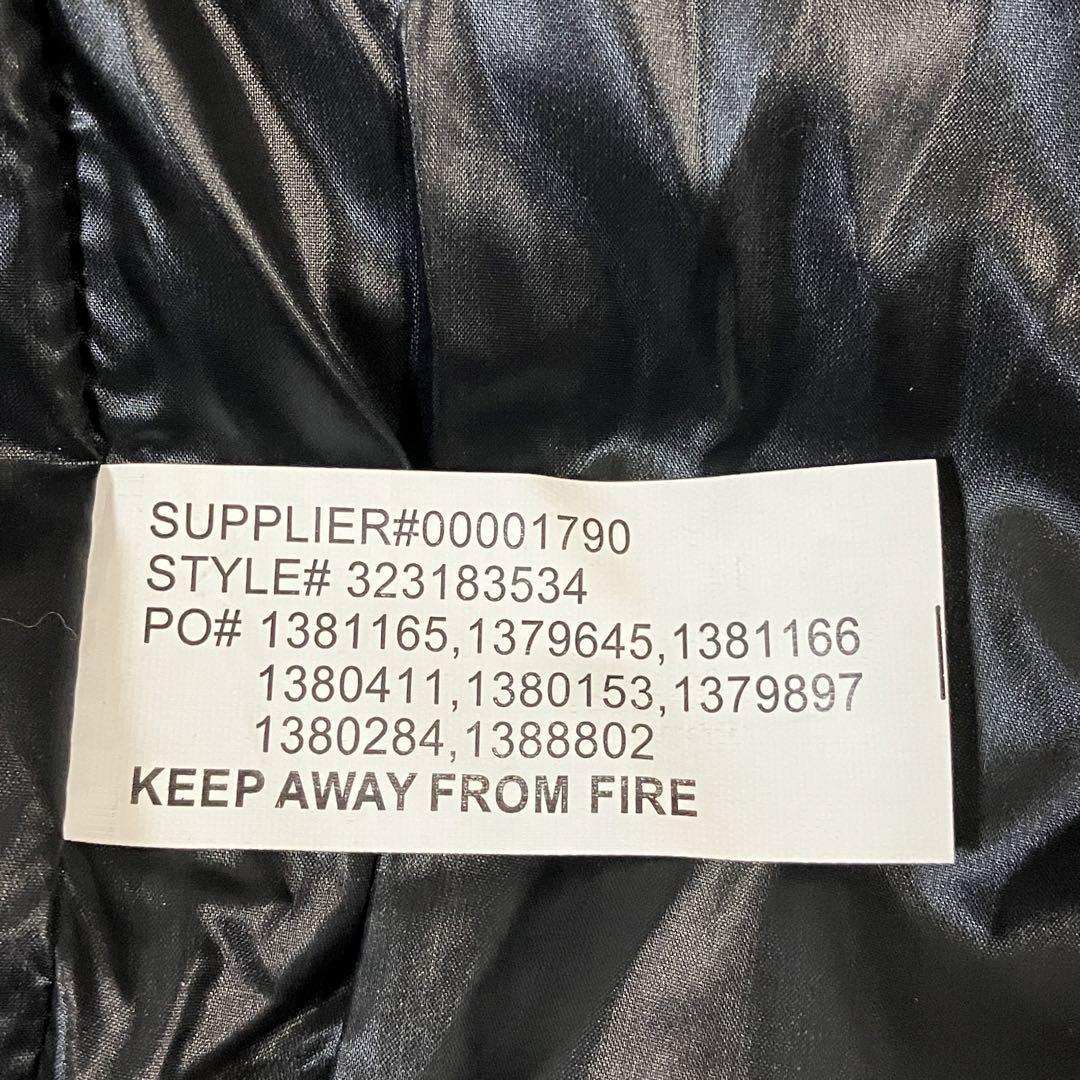 SUPPLIER#00001790
STYLE# 323183534
PO# 1381165,1379645,1381166
1380411,1380153,1379897
1380284,1388802
KEEP AWAY FROM FIRE